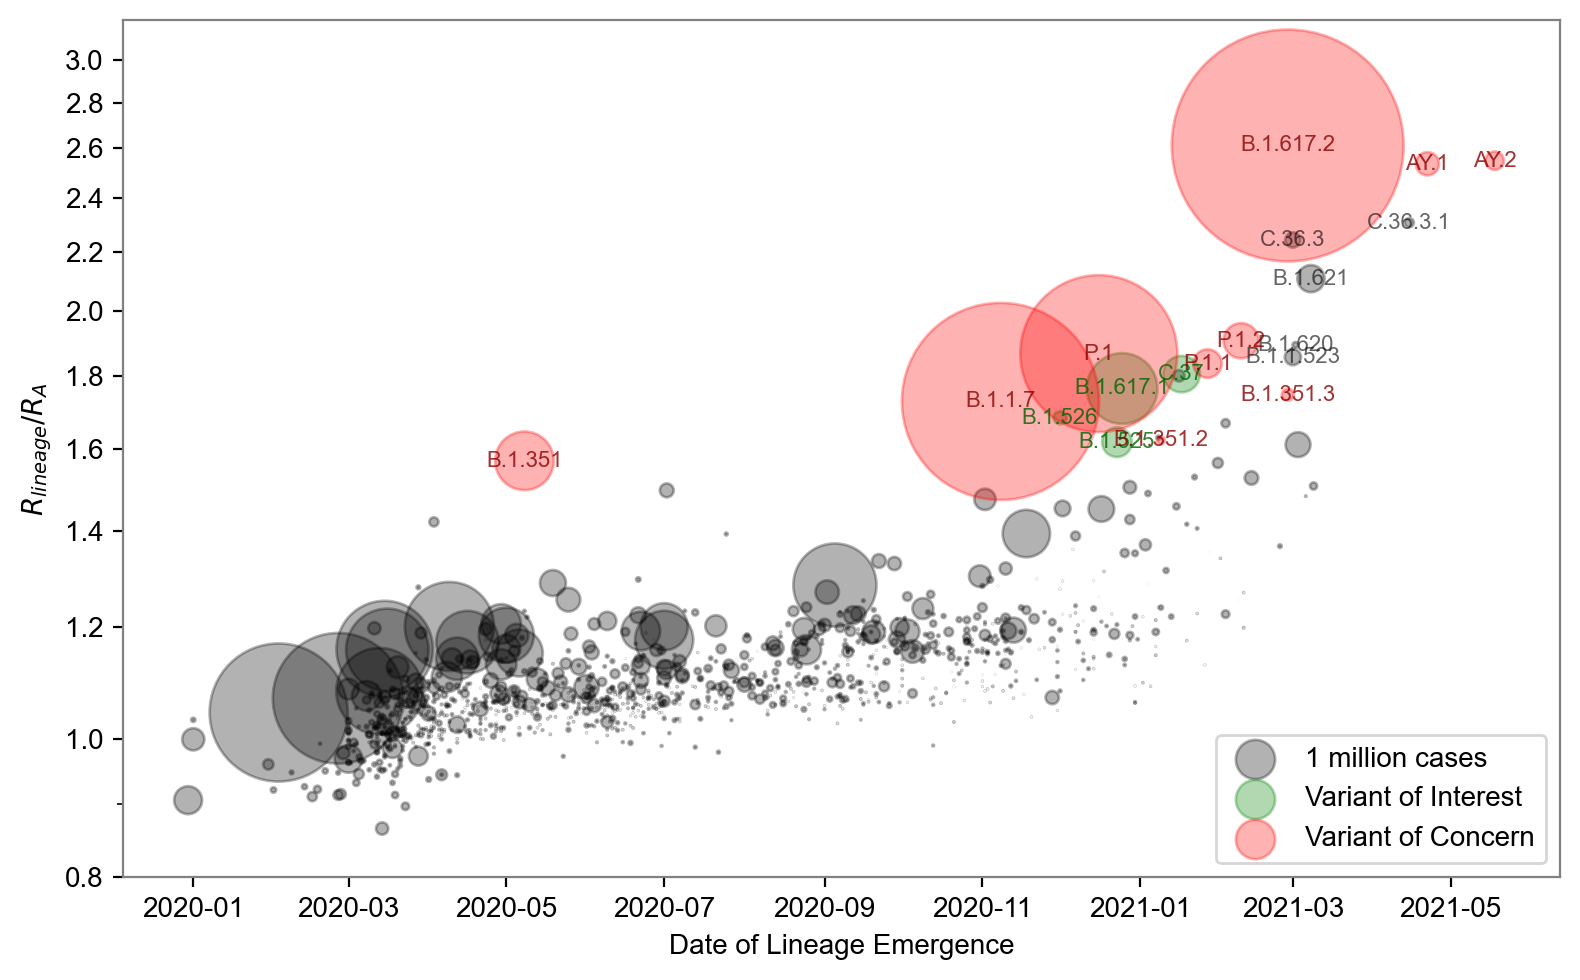 3.0
2.8
2.6
2.4
2.2
2.0
1.8
1.6
1.4
1.2
1.0
0.8
R_lineage/R_A
B.1.617.2
AY.1
AY.2
C.36.3.1
C.36.3
B.1.621
P.1.2
B.1.620
P.1
B.1.1.523
P.1.1
C.37
B.1.617.1
B.1.351.3
B.1.1.7
B.1.526
B.1.525
B.1.351.2
B.1.351
1 million cases
Variant of Interest
Variant of Concern
2020-01
2020-03
2020-05
2020-07
2020-09
2020-11
2021-01
2021-03
2021-05
Date of Lineage Emergence